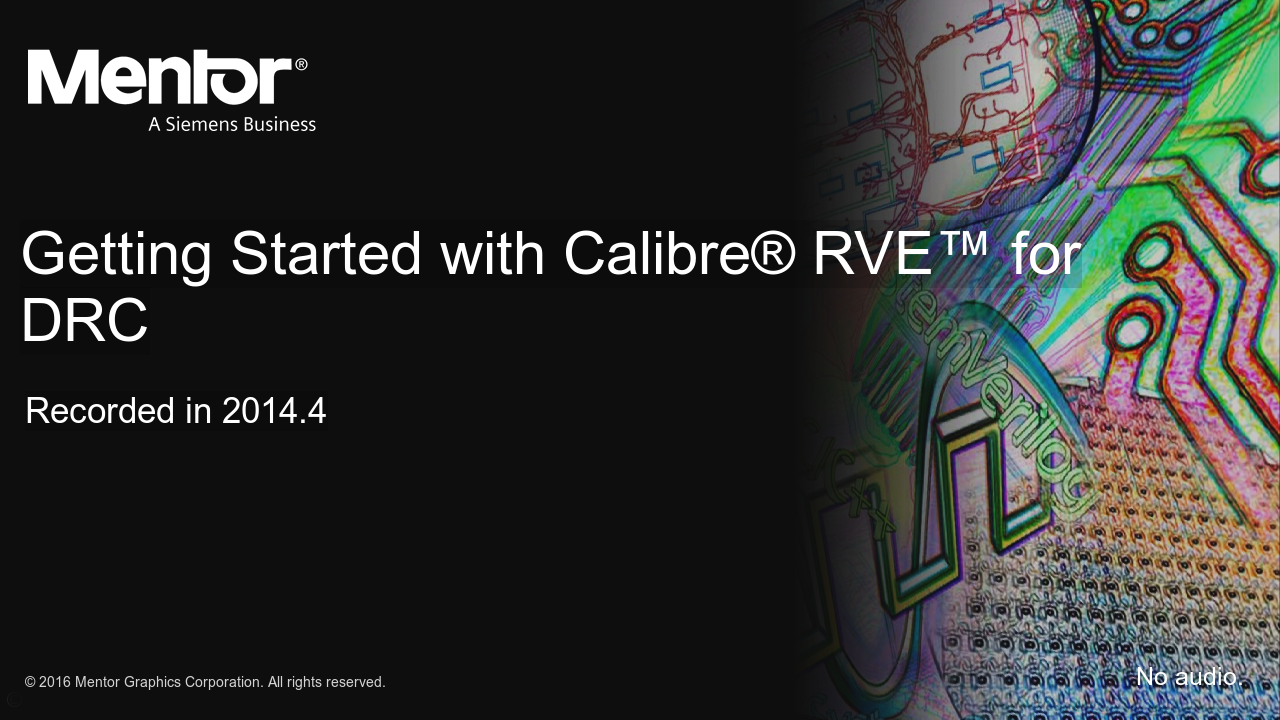 Mentor®
A Siemens Business
Getting Started with Calibre® RVE™ for
DRC
Recorded in 2014.4
temVerilog
C++
© 2016 Mentor Graphics Corporation. All rights reserved.
No audio.